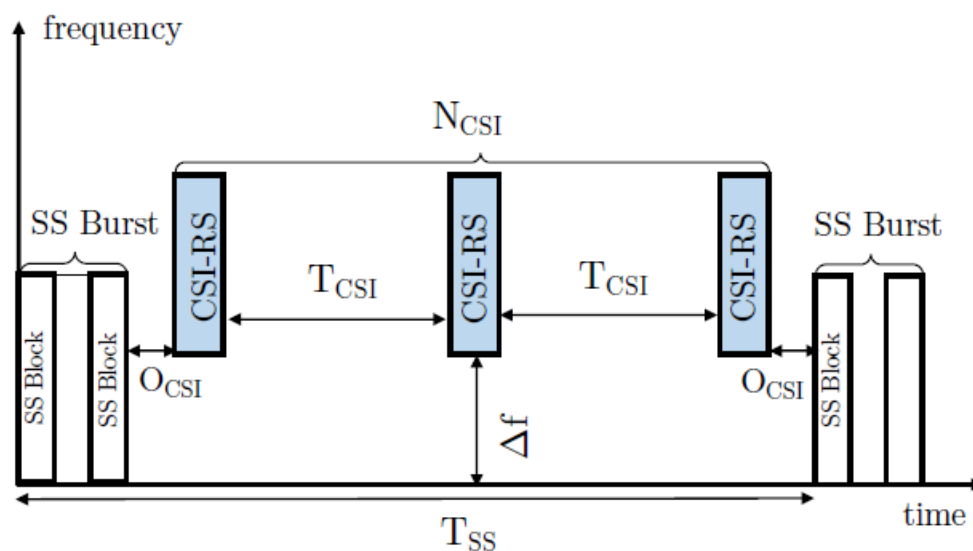 frequency
N_CSI
SS Burst
SS Burst
CSI-RS
CSI-RS
CSI-RS
T_CSI
T_CSI
SS Block
SS Block
SS Block
O_CSI
O_CSI
Δf
time
T_SS